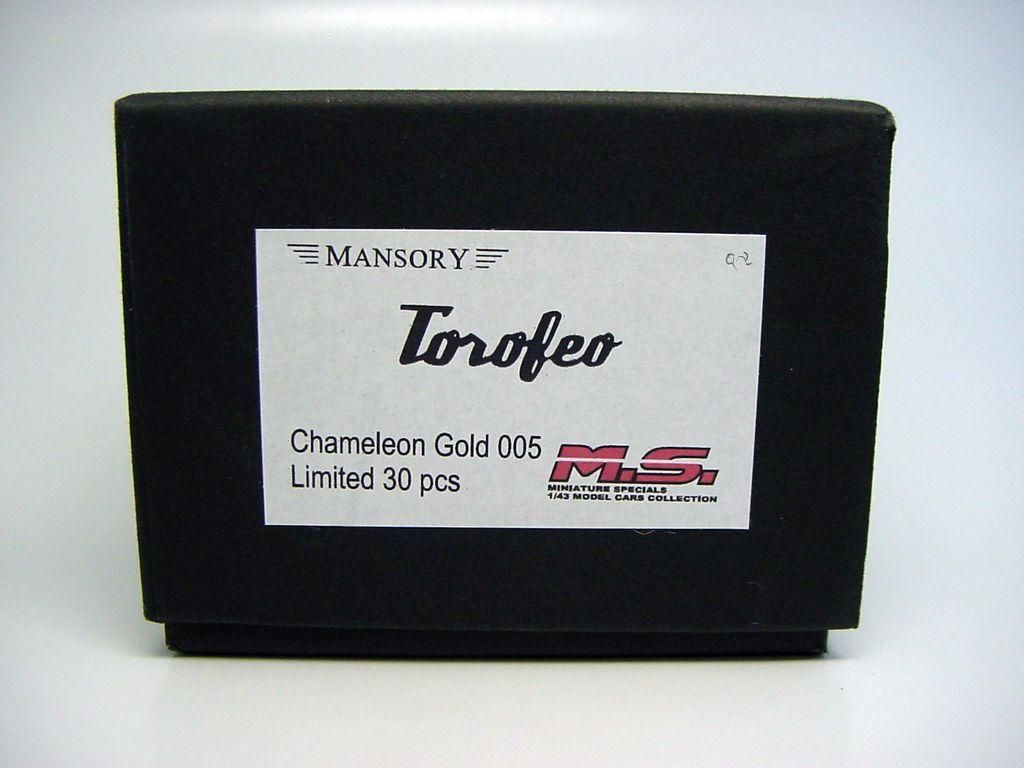 MANSORY
Torofeo
Chameleon Gold 005
Limited 30 pcs
M.S.
MINIATURE SPECIALS
1/43 MODEL CARS COLLECTION